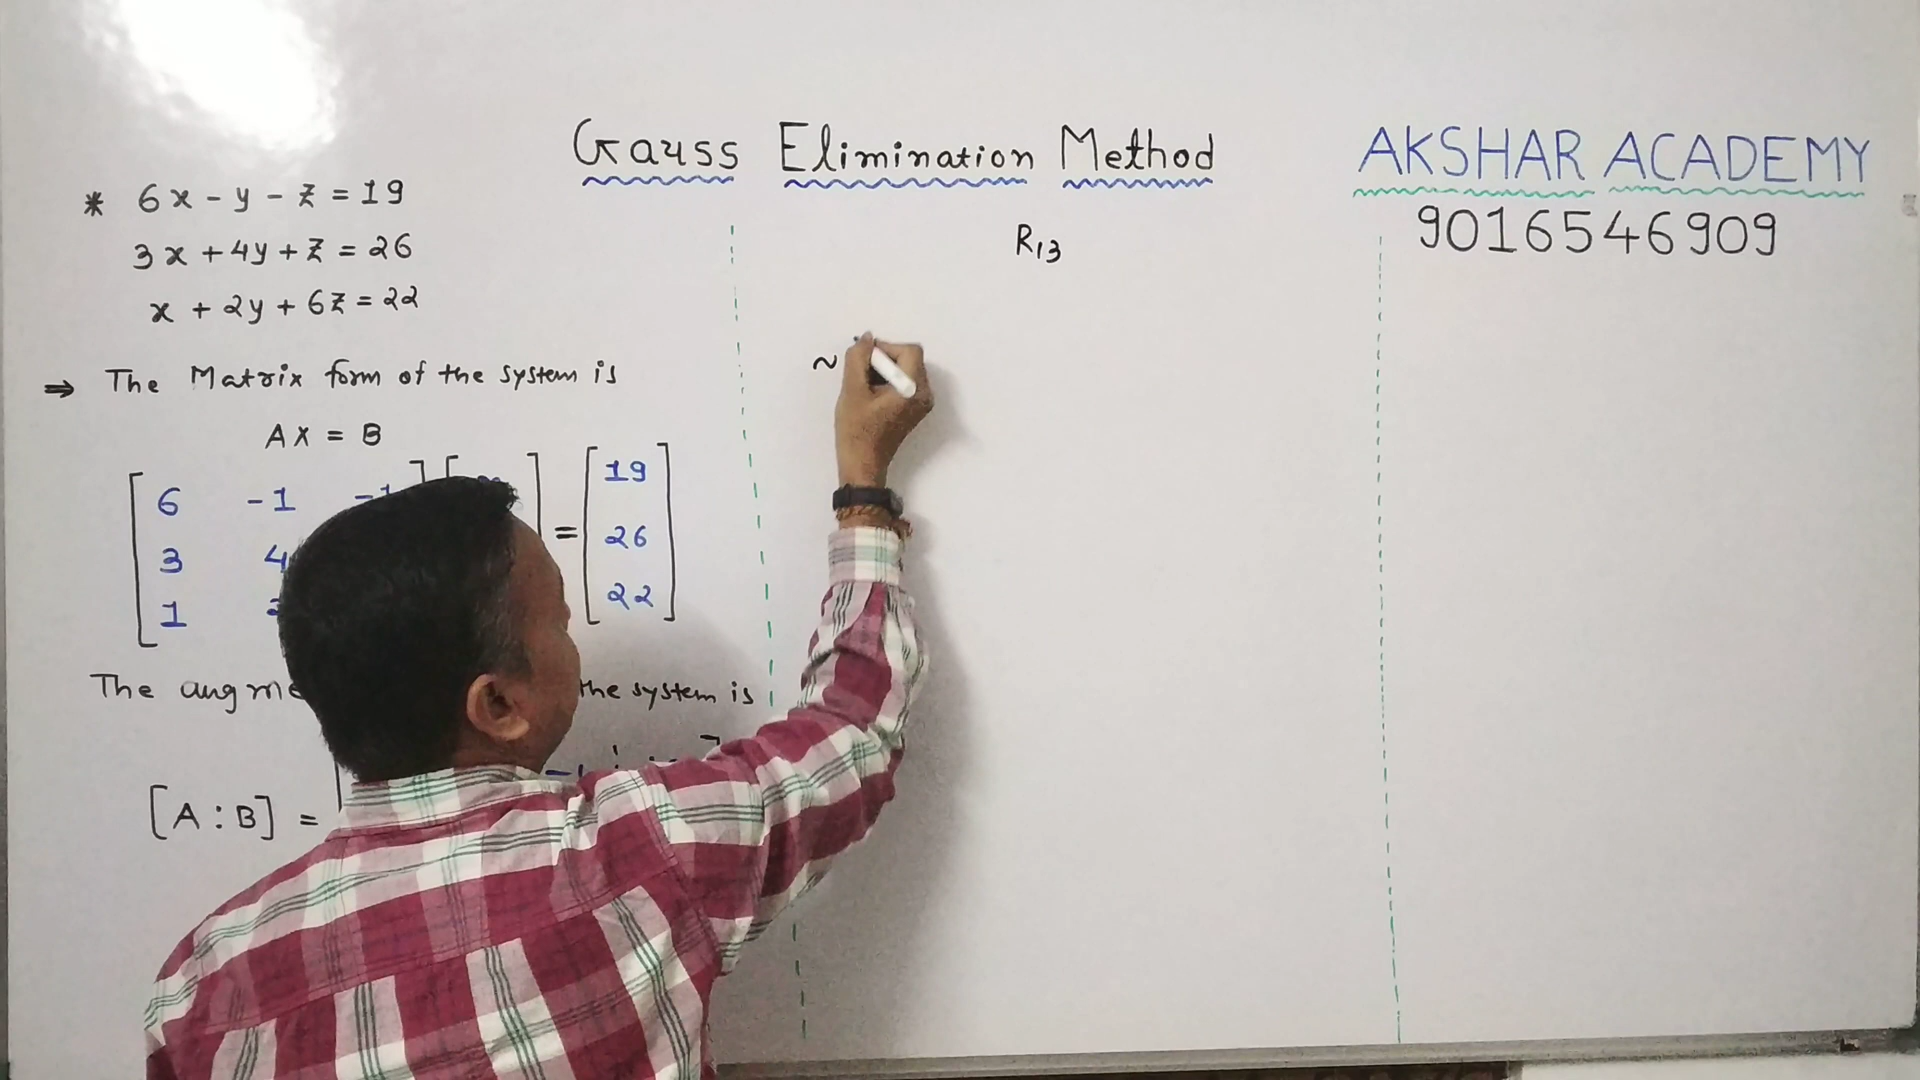 Gauss Elimination Method
AKSHAR ACADEMY
9016546909
* 6x - y - z = 19
3x + 4y + z = 26
x + 2y + 6z = 22
⇒ The Matrix form of the system is
AX = B
6 -1 -1 = 19
3 4 26
1 22
The the system is
[A : B] =
R13
~